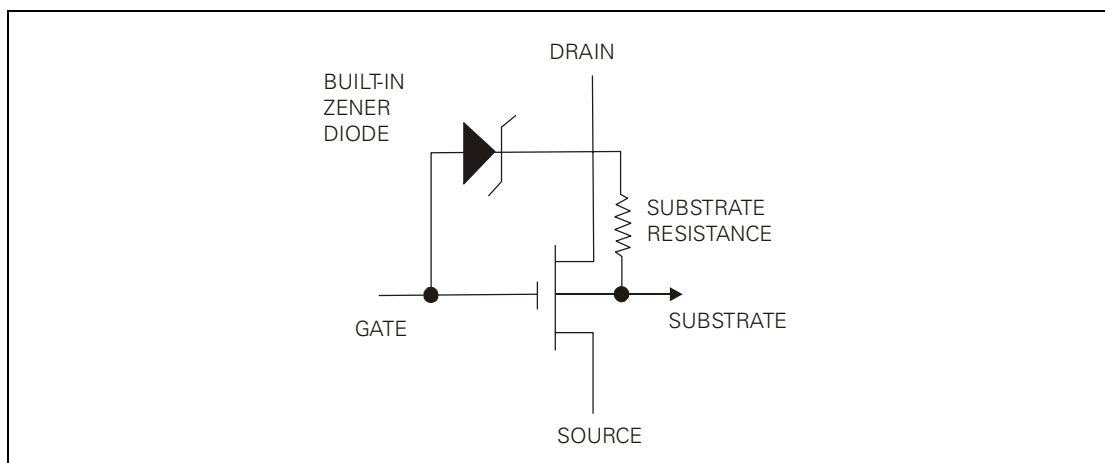 DRAIN
BUILT-IN
ZENER
DIODE
SUBSTRATE
RESISTANCE
GATE
SUBSTRATE
SOURCE